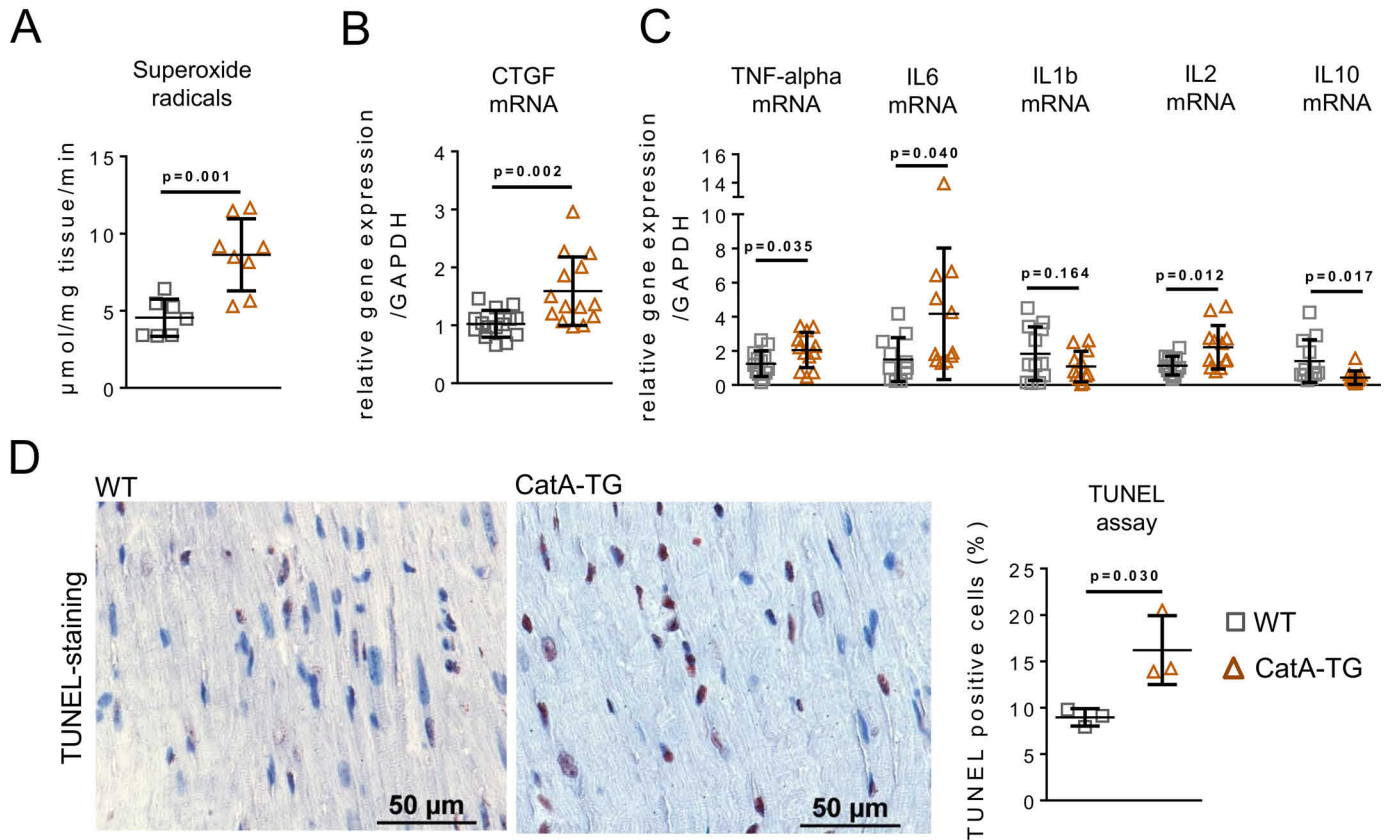 A
Superoxide
radicals
µmol/mg tissue/min
15
10
5
0
p=0.001
B
CTGF
mRNA
relative gene expression
/GAPDH
4
3
2
1
0
p=0.002
C
TNF-alpha
mRNA
IL6
mRNA
IL1b
mRNA
IL2
mRNA
IL10
mRNA
relative gene expression
/GAPDH
16
14
10
8
6
4
2
0
p=0.035
p=0.040
p=0.164
p=0.012
p=0.017
D
WT
CatA-TG
TUNEL-staining
50 µm
50 µm
TUNEL
assay
TUNEL positive cells (%)
25
20
15
10
5
0
p=0.030
WT
CatA-TG